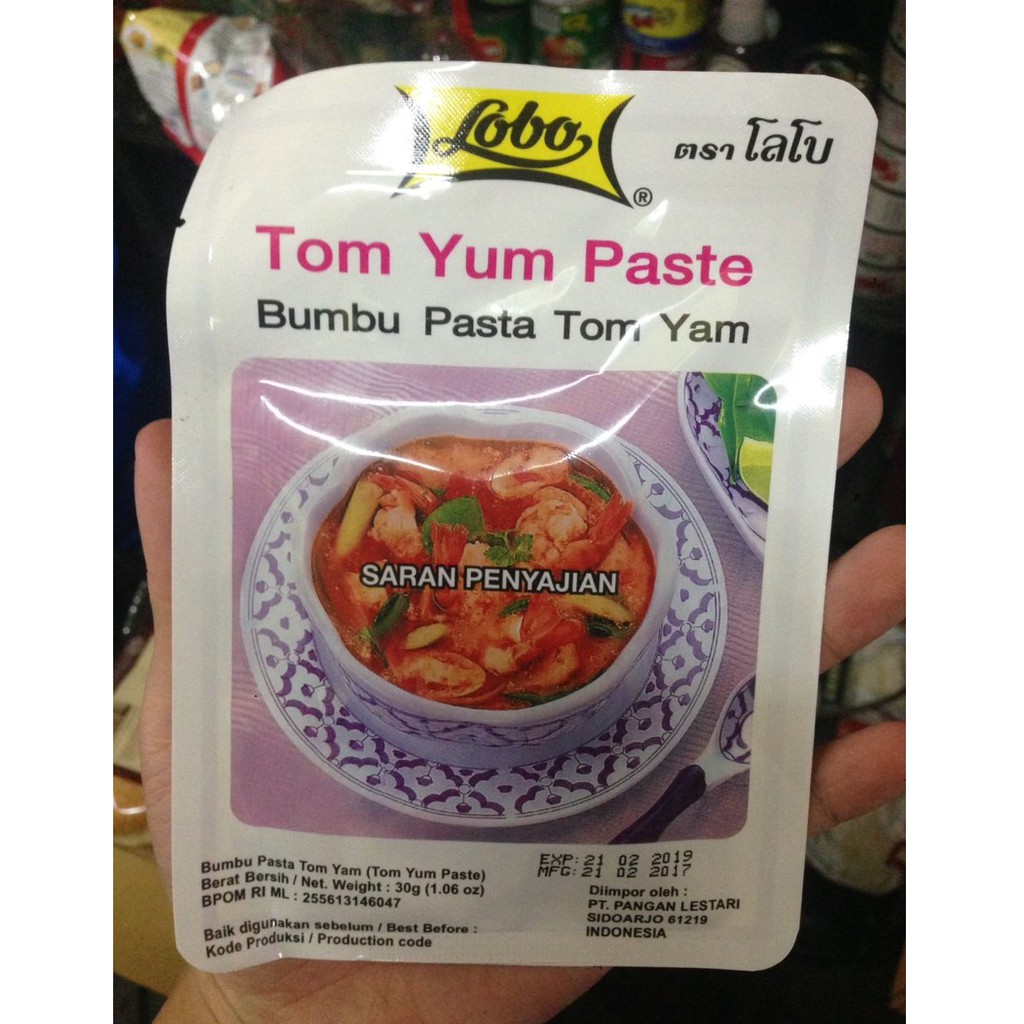 Lobo
®
ตรา โลโบ
Tom Yum Paste
Bumbu Pasta Tom Yam
SARAN PENYAJIAN
Bumbu Pasta Tom Yam (Tom Yum Paste)
Berat Bersih / Net. Weight : 30g (1.06 oz)
BPOM RI ML : 255613146047
Baik digunakan sebelum / Best Before :
Kode Produksi / Production code
EXP: 21 02 2019
MFG: 21 02 2017
Diimpor oleh :
PT. PANGAN LESTARI
SIDOARJO 61219
INDONESIA